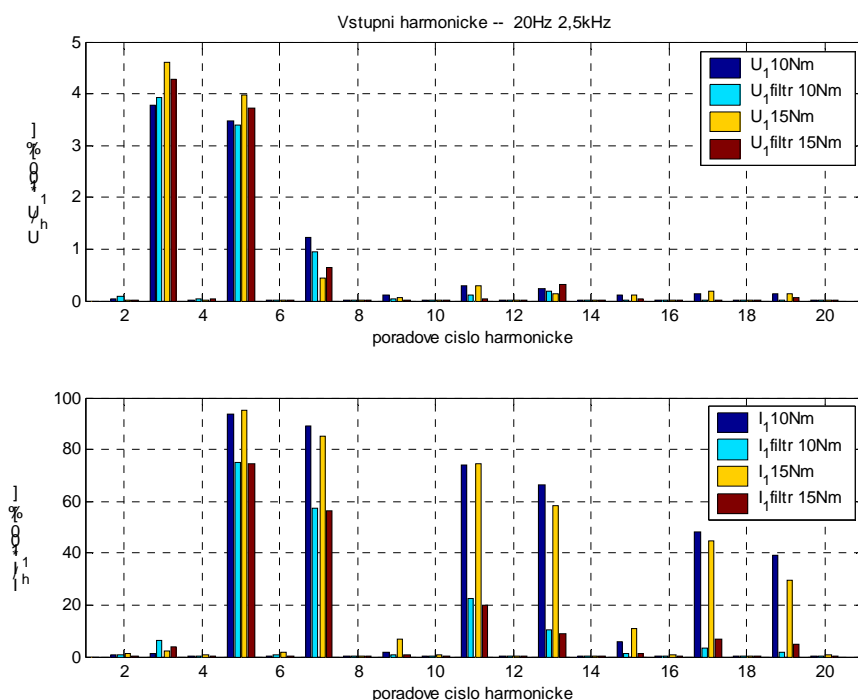 Vstupni harmonicke -- 20Hz 2,5kHz
5
4
3
2
1
0
U₁10Nm
U₁filtr 10Nm
U₁15Nm
U₁filtr 15Nm
2 4 6 8 10 12 14 16 18 20
poradove cislo harmonicke
100
80
60
40
20
0
I₁10Nm
I₁filtr 10Nm
I₁15Nm
I₁filtr 15Nm
2 4 6 8 10 12 14 16 18 20
poradove cislo harmonicke